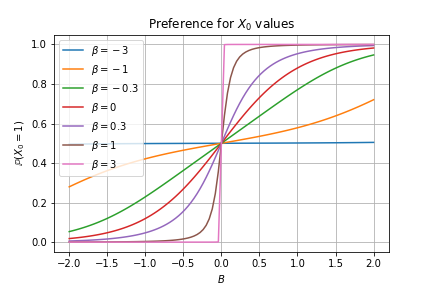 Preference for X₀ values
β = −3
β = −1
β = −0.3
β = 0
β = 0.3
β = 1
β = 3
ℙ(X₀ = 1)
1.0
0.8
0.6
0.4
0.2
0.0
−2.0 −1.5 −1.0 −0.5 0.0 0.5 1.0 1.5 2.0
B